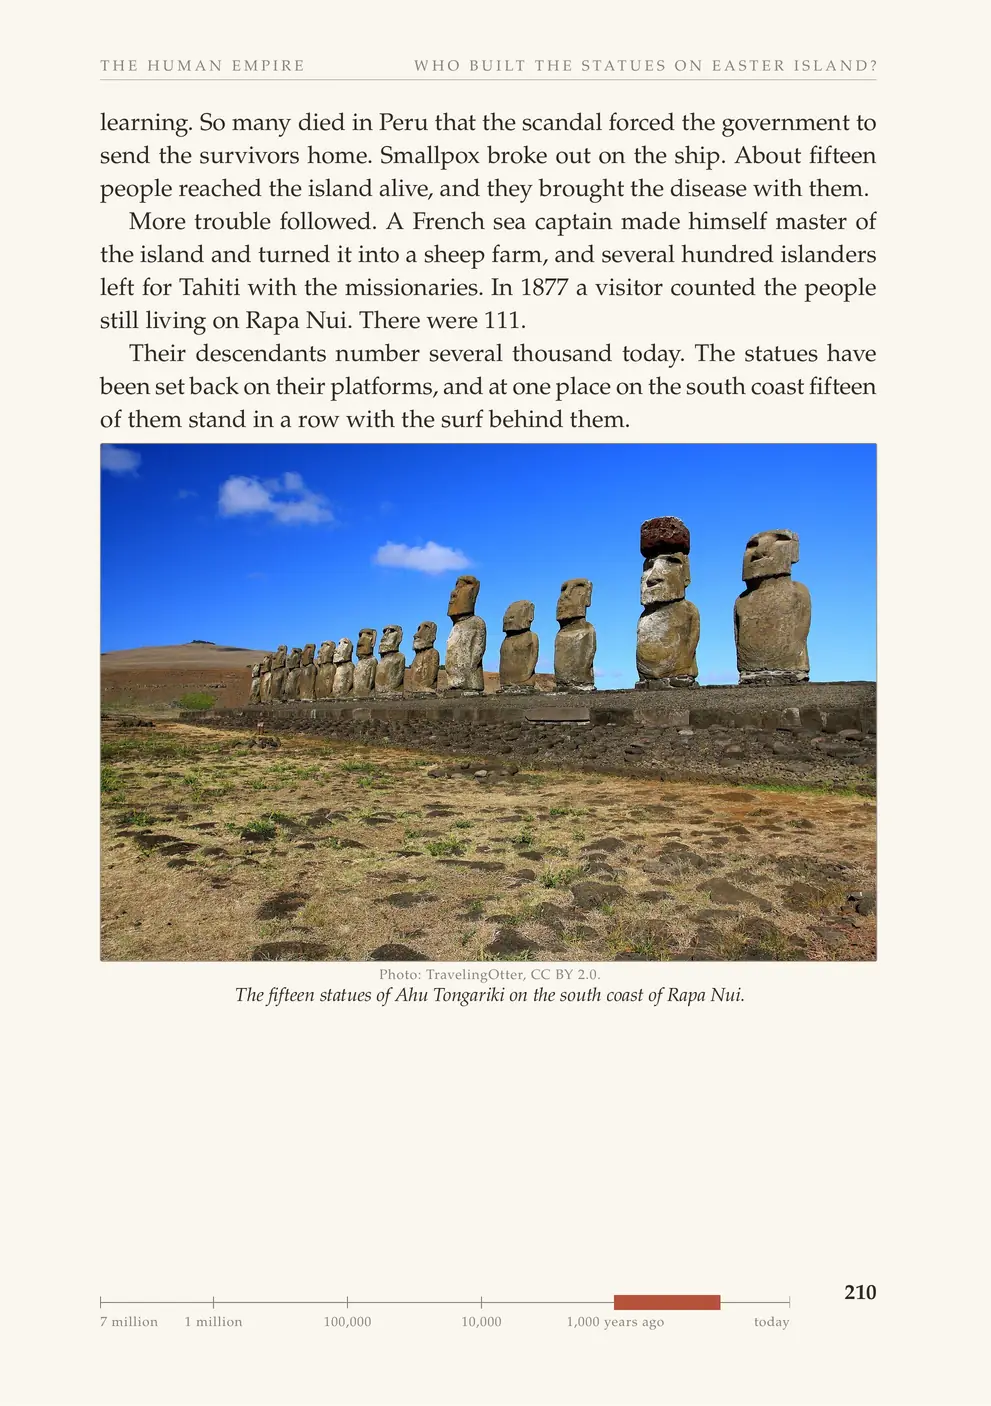 THE HUMAN EMPIRE
WHO BUILT THE STATUES ON EASTER ISLAND?
learning. So many died in Peru that the scandal forced the government to
send the survivors home. Smallpox broke out on the ship. About fifteen
people reached the island alive, and they brought the disease with them.
More trouble followed. A French sea captain made himself master of
the island and turned it into a sheep farm, and several hundred islanders
left for Tahiti with the missionaries. In 1877 a visitor counted the people
still living on Rapa Nui. There were 111.
Their descendants number several thousand today. The statues have
been set back on their platforms, and at one place on the south coast fifteen
of them stand in a row with the surf behind them.
Photo: TravelingOtter, CC BY 2.0.
The fifteen statues of Ahu Tongariki on the south coast of Rapa Nui.
210
7 million 1 million 100,000 10,000 1,000 years ago today